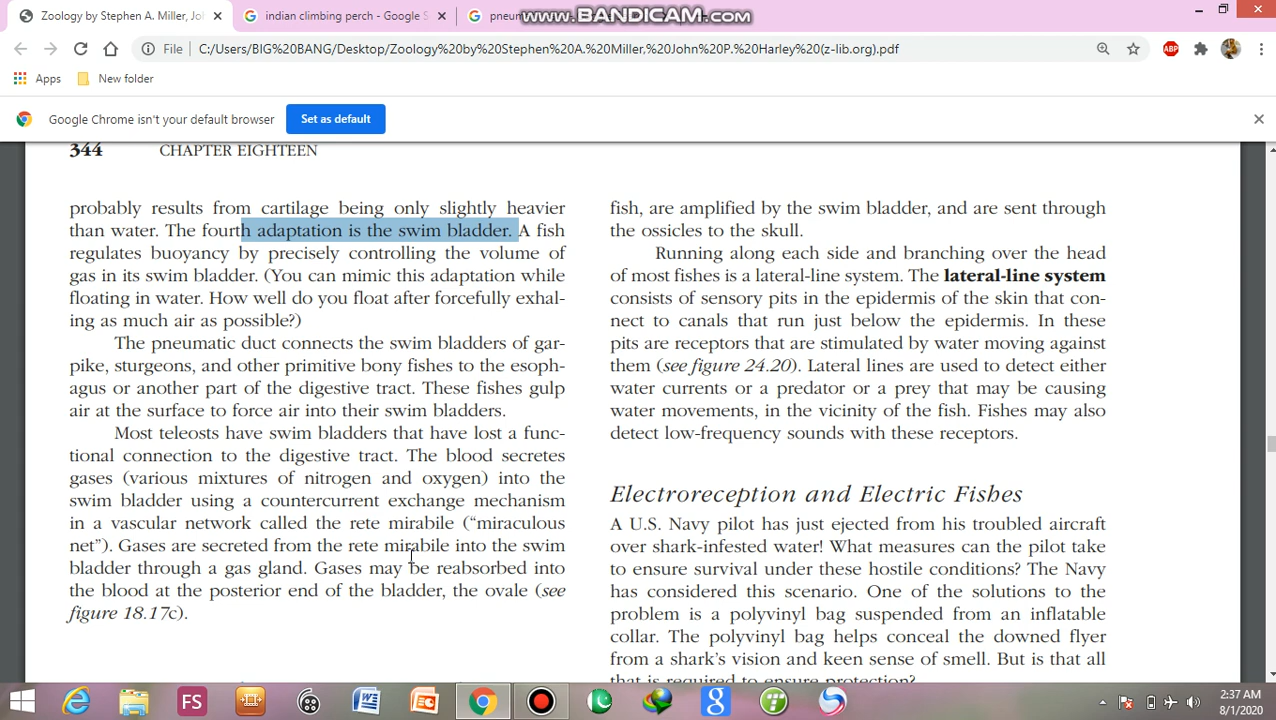 Zoology by Stephen A. Miller, Joh
indian climbing perch - Google S
pneu
www.BANDICAM.com
File
C:/Users/BIG%20BANG/Desktop/Zoology%20by%20Stephen%20A.%20Miller,%20John%20P.%20Harley%20(z-lib.org).pdf
ABP
Apps
New folder
Google Chrome isn't your default browser
Set as default
344 CHAPTER EIGHTEEN
probably results from cartilage being only slightly heavier
than water. The fourth adaptation is the swim bladder. A fish
regulates buoyancy by precisely controlling the volume of
gas in its swim bladder. (You can mimic this adaptation while
floating in water. How well do you float after forcefully exhal-
ing as much air as possible?)
The pneumatic duct connects the swim bladders of gar-
pike, sturgeons, and other primitive bony fishes to the esoph-
agus or another part of the digestive tract. These fishes gulp
air at the surface to force air into their swim bladders.
Most teleosts have swim bladders that have lost a func-
tional connection to the digestive tract. The blood secretes
gases (various mixtures of nitrogen and oxygen) into the
swim bladder using a countercurrent exchange mechanism
in a vascular network called the rete mirabile (“miraculous
net”). Gases are secreted from the rete mirabile into the swim
bladder through a gas gland. Gases may be reabsorbed into
the blood at the posterior end of the bladder, the ovale (see
figure 18.17c).
fish, are amplified by the swim bladder, and are sent through
the ossicles to the skull.
Running along each side and branching over the head
of most fishes is a lateral-line system. The lateral-line system
consists of sensory pits in the epidermis of the skin that con-
nect to canals that run just below the epidermis. In these
pits are receptors that are stimulated by water moving against
them (see figure 24.20). Lateral lines are used to detect either
water currents or a predator or a prey that may be causing
water movements, in the vicinity of the fish. Fishes may also
detect low-frequency sounds with these receptors.
Electroreception and Electric Fishes
A U.S. Navy pilot has just ejected from his troubled aircraft
over shark-infested water! What measures can the pilot take
to ensure survival under these hostile conditions? The Navy
has considered this scenario. One of the solutions to the
problem is a polyvinyl bag suspended from an inflatable
collar. The polyvinyl bag helps conceal the downed flyer
from a shark’s vision and keen sense of smell. But is that all
that is required to ensure protection?
FS
2:37 AM
8/1/2020